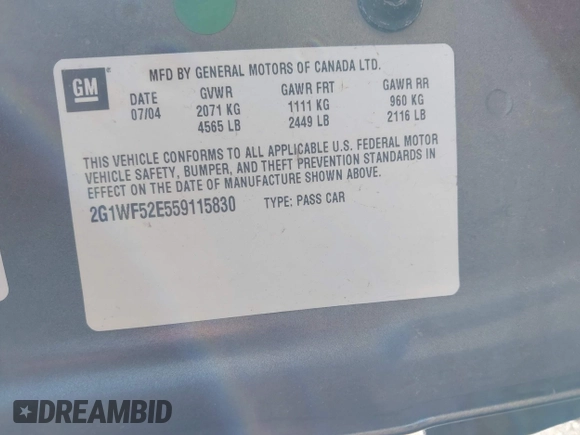 GM
MFD BY GENERAL MOTORS OF CANADA LTD.
DATE GVWR GAWR FRT GAWR RR
07/04 2071 KG 1111 KG 960 KG
4565 LB 2449 LB 2116 LB
THIS VEHICLE CONFORMS TO ALL APPLICABLE U.S. FEDERAL MOTOR
VEHICLE SAFETY, BUMPER, AND THEFT PREVENTION STANDARDS IN
EFFECT ON THE DATE OF MANUFACTURE SHOWN ABOVE.
2G1WF52E559115830 TYPE: PASS CAR
DREAMBID